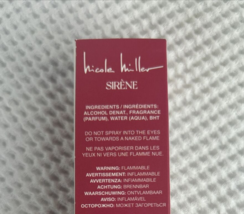 nicole miller
SIRÈNE
INGREDIENTS / INGRÉDIENTS:
ALCOHOL DENAT, FRAGRANCE
(PARFUM), WATER (AQUA), BHT
DO NOT SPRAY INTO THE EYES
OR TOWARDS A NAKED FLAME
NE PAS VAPORISER DANS LES
YEUX NI VERS UNE FLAMME NUE.
WARNING: FLAMMABLE
AVERTISSEMENT: INFLAMMABLE
AVVERTENZA: INFIAMMABILE
ACHTUNG: BRENNBAR
WAARSCHUWING: ONTVLAMBAAR
AVISO: INFLAMÁVEL
ОСТОРОЖНО: МОЖЕТ ЗАГОРЕТЬСЯ